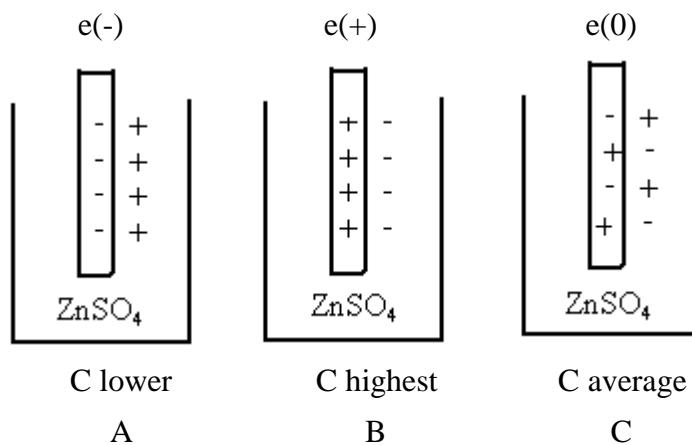 e(-) e(+) e(0)
- + + - - +
- + + - + -
- + + - - +
- + + - + -
ZnSO₄ ZnSO₄ ZnSO₄
C lower C highest C average
A B C